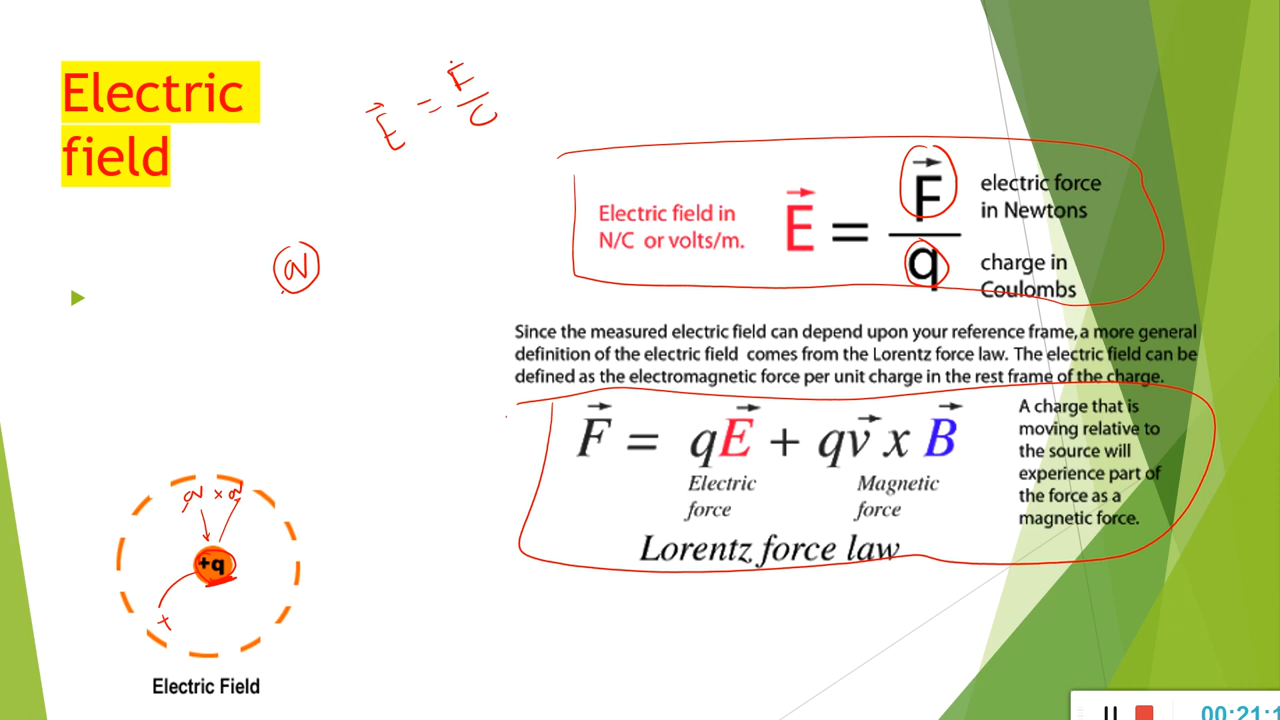 Electric
field
E = F/C
Electric field in
N/C or volts/m.
E = F/q
electric force
in Newtons
charge in
Coulombs
Since the measured electric field can depend upon your reference frame, a more general
definition of the electric field comes from the Lorentz force law. The electric field can be
defined as the electromagnetic force per unit charge in the rest frame of the charge.
F = qE + qv x B
Electric
force
Magnetic
force
Lorentz force law
A charge that is
moving relative to
the source will
experience part of
the force as a
magnetic force.
+q
Electric Field
00:21:1